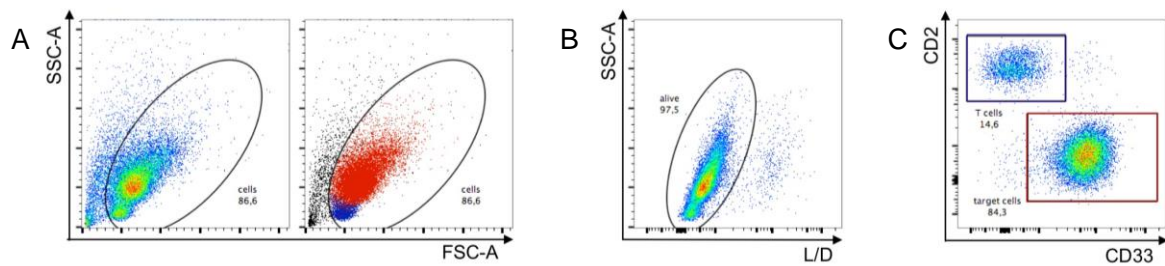 A
SSC-A
cells
86,6
cells
86,6
FSC-A
B
SSC-A
alive
97,5
L/D
C
CD2
T cells
14,6
target cells
84,3
CD33